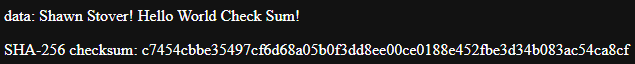 data: Shawn Stover! Hello World Check Sum!
SHA-256 checksum: c7454cbbe35497cf6d68a05b0f3dd8ee00ce0188e452fbe3d34b083ac54ca8cf